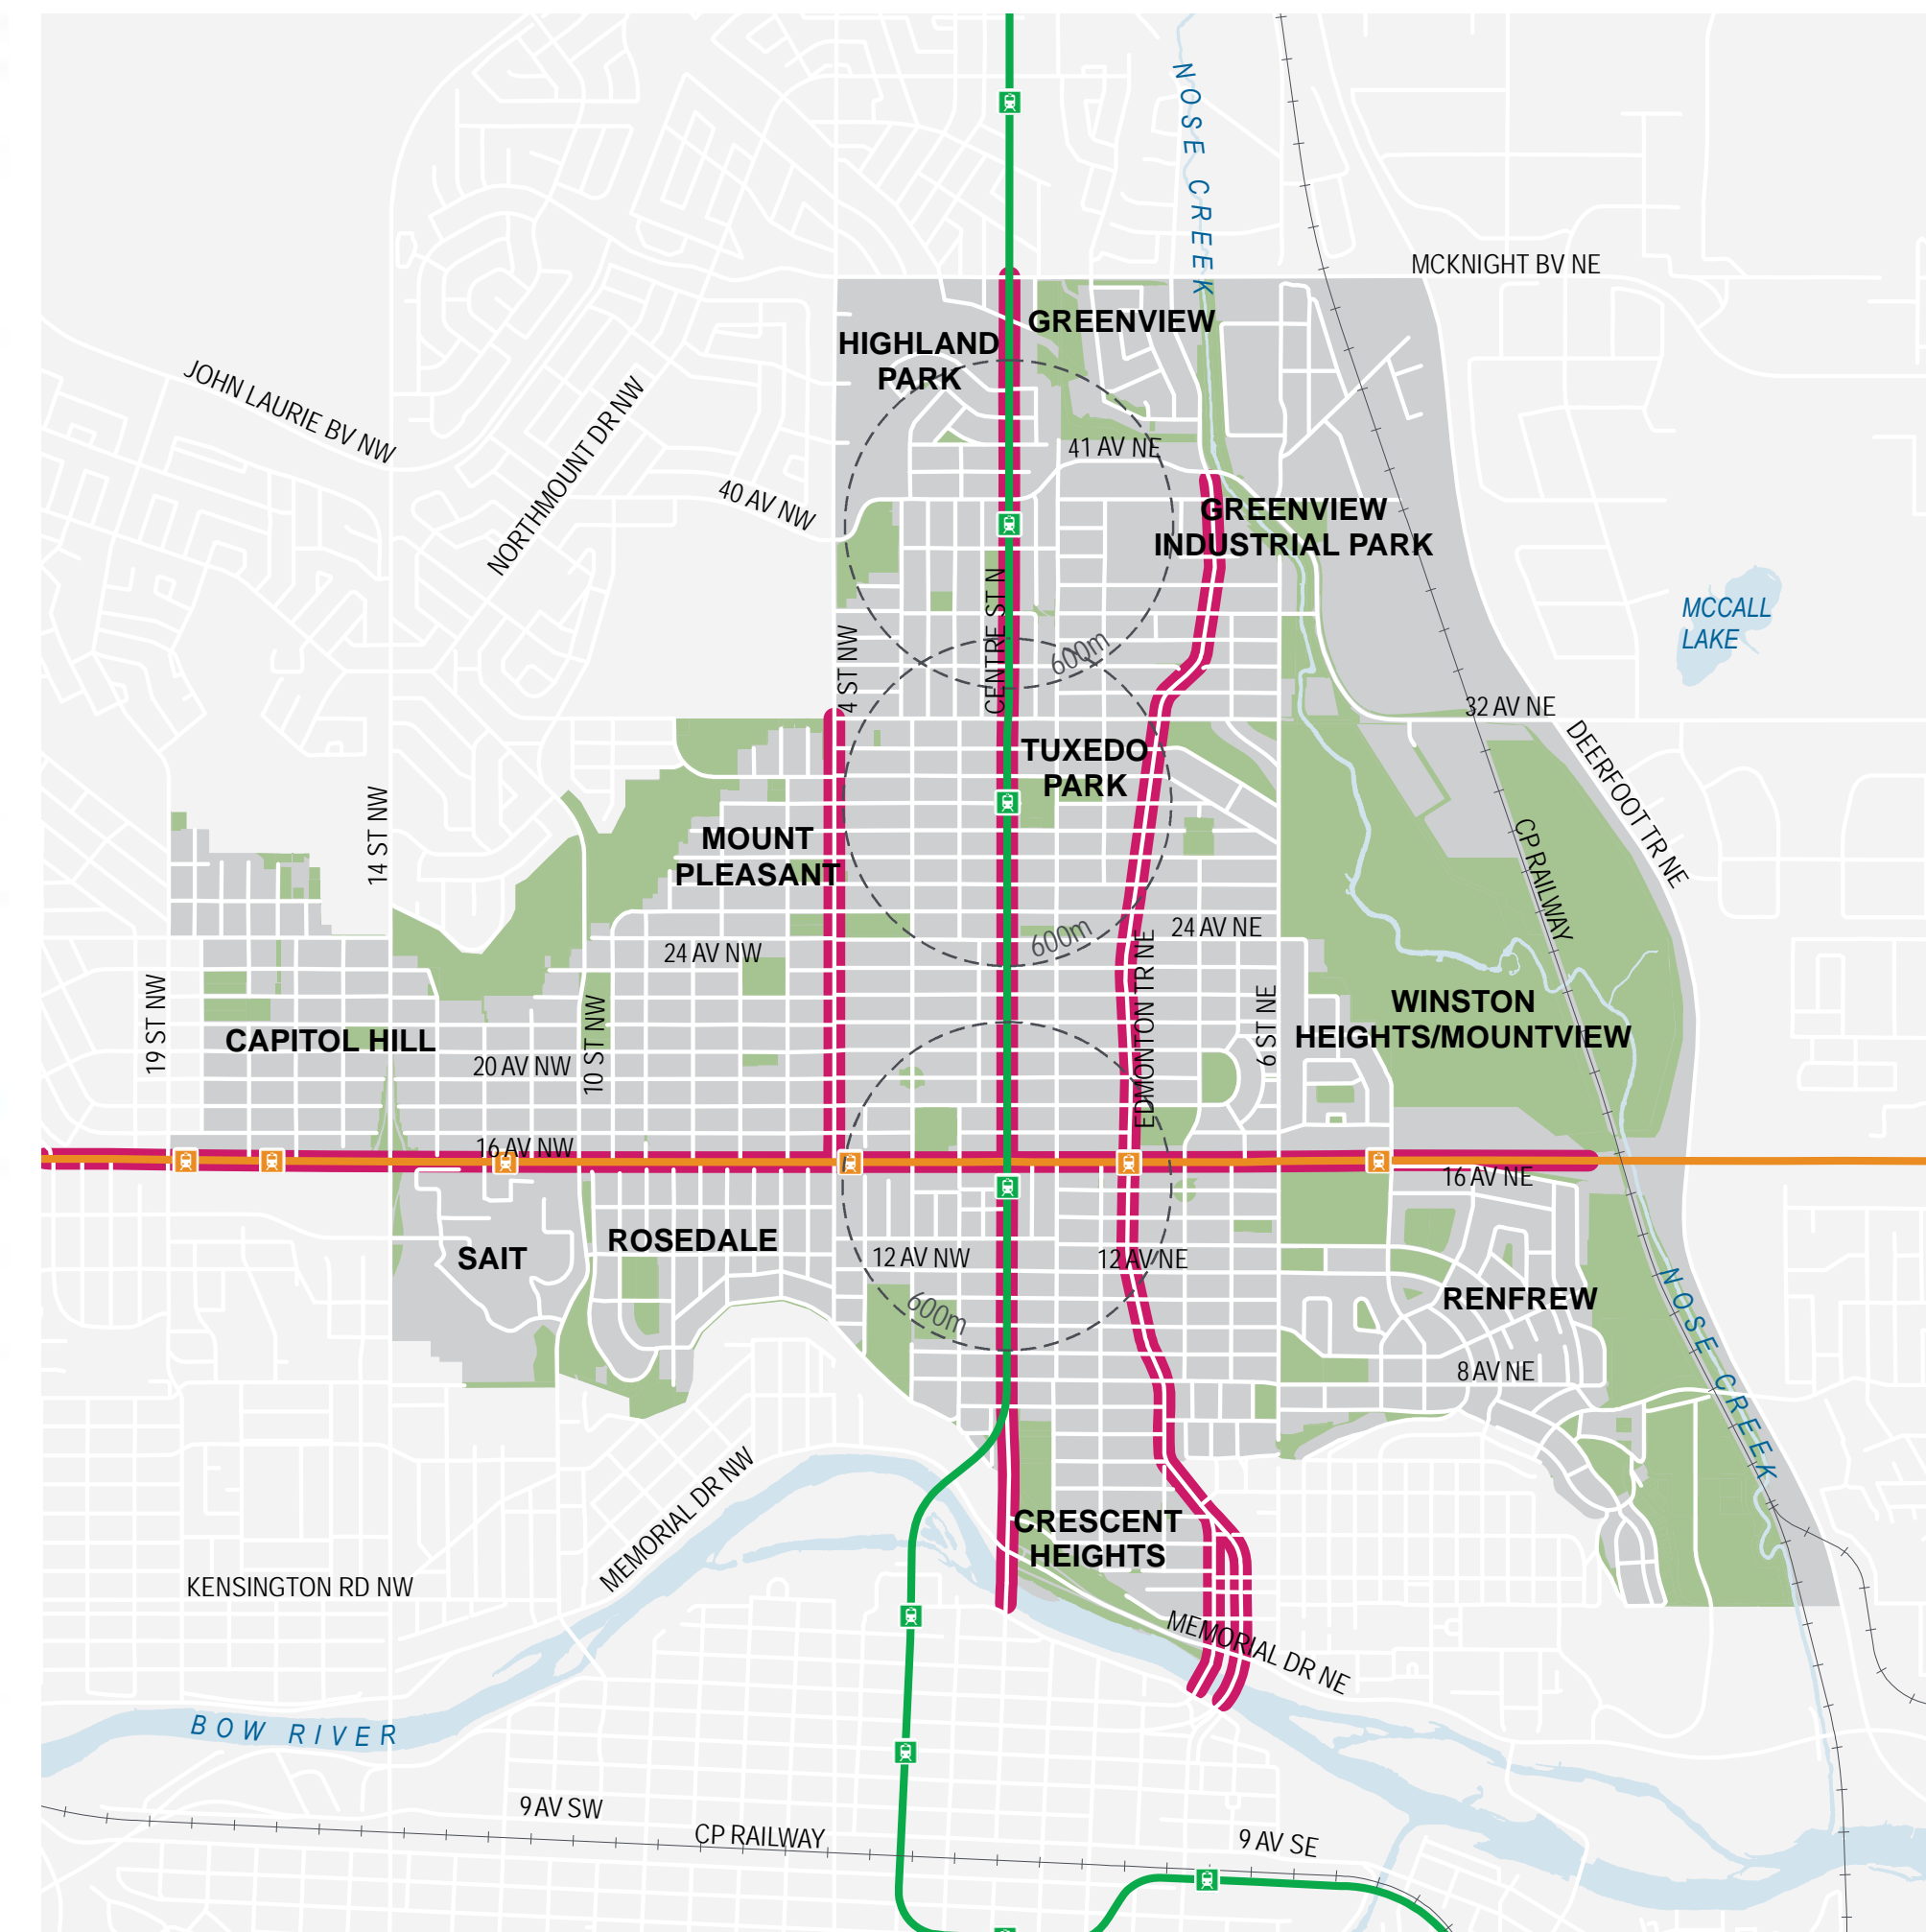 NOSE CREEK
MCKNIGHT BV NE
GREENVIEW
HIGHLAND
PARK
JOHN LAURIE BV NW
NORTHMOUNT DR NW
41 AV NE
40 AV NW
GREENVIEW
INDUSTRIAL PARK
CENTRE ST N
MCCALL
LAKE
4 ST NW
600m
32 AV NE
DEERFOOT TR NE
TUXEDO
PARK
14 ST NW
MOUNT
PLEASANT
CP RAILWAY
24 AV NE
600m
24 AV NW
19 ST NW
10 ST NW
EDMONTON TR NE
6 ST NE
WINSTON
HEIGHTS/MOUNTVIEW
CAPITOL HILL
20 AV NW
16 AV NW
16 AV NE
ROSEDALE
SAIT
12 AV NW
12 AV NE
RENFREW
600m
NOSE CREEK
8 AV NE
MEMORIAL DR NW
CRESCENT
HEIGHTS
KENSINGTON RD NW
MEMORIAL DR NE
BOW RIVER
9 AV SW
CP RAILWAY
9 AV SE